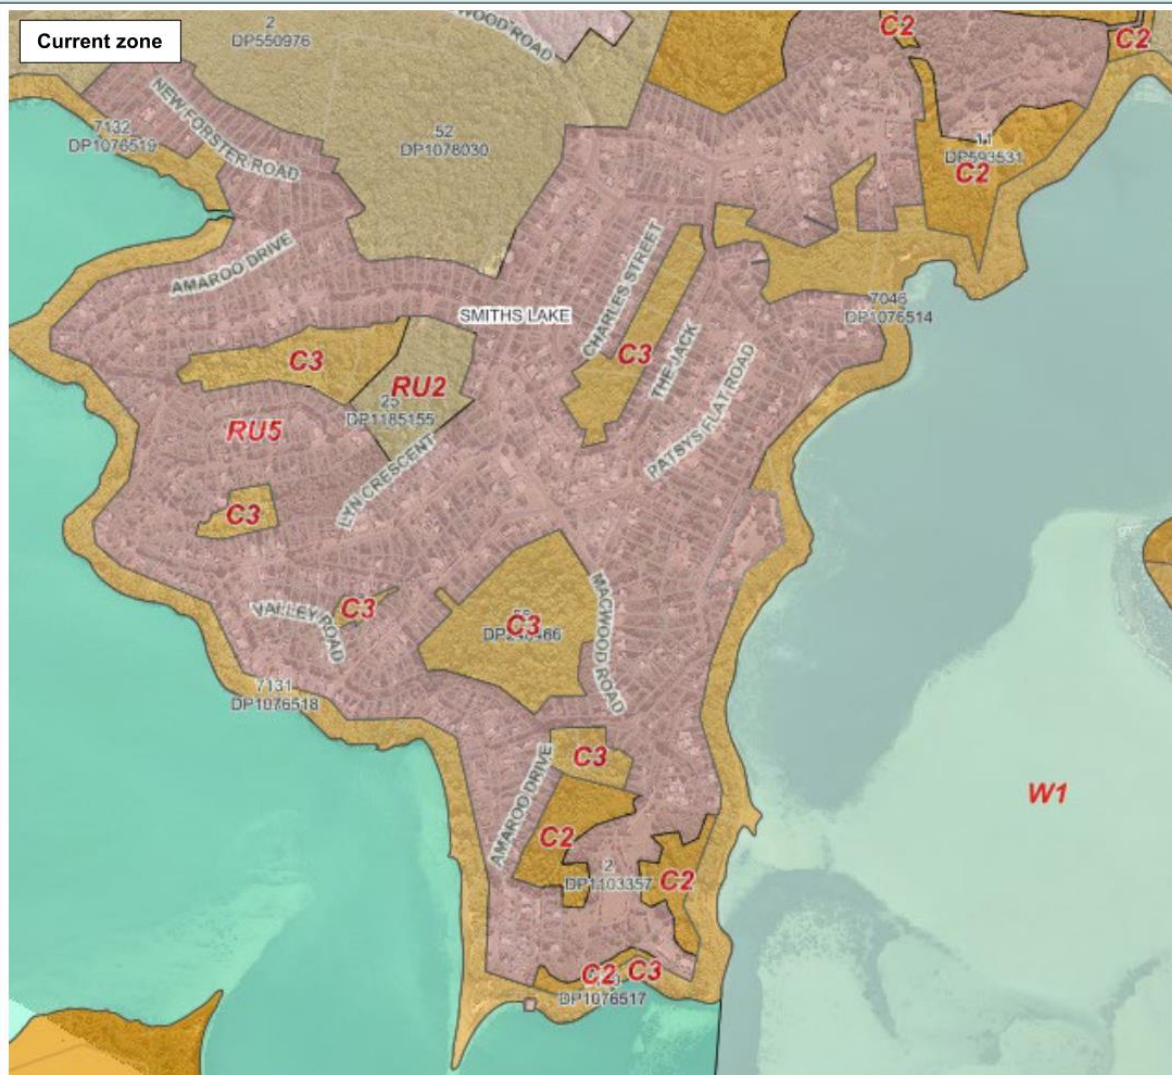 Current zone
2
DP550976
WOOD ROAD
C2
C2
NEW FORSTER ROAD
7132
DP1076519
52
DP1078030
11
DP593531
C2
AMAROO DRIVE
CHARLES STREET
SMITHS LAKE
7046
DP1076514
C3
C3
THE JACK
PATSYS FLAT ROAD
RU2
25
DP1185155
RU5
LYN CRESCENT
C3
C3
VALLEY ROAD
C3
MACWOOD ROAD
7131
DP1076518
C3
AMAROO DRIVE
W1
C2
2
DP1103357
C2
C2
C3
DP1076517